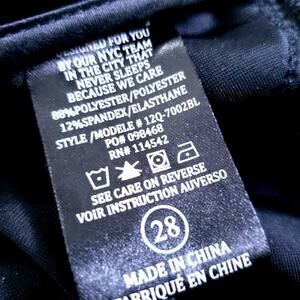 DESIGNED FOR YOU
BY OUR NYC TEAM
IN THE CITY THAT
NEVER SLEEPS
BECAUSE WE CARE
88%POLYESTER/POLYESTER
12%SPANDEX/ELASTHANE
STYLE /MODELE # 12Q-7002BL
PO# 098468
RN# 114542
SEE CARE ON REVERSE
VOIR INSTRUCTION AUVERSO
28
MADE IN CHINA
FABRIQUE EN CHINE